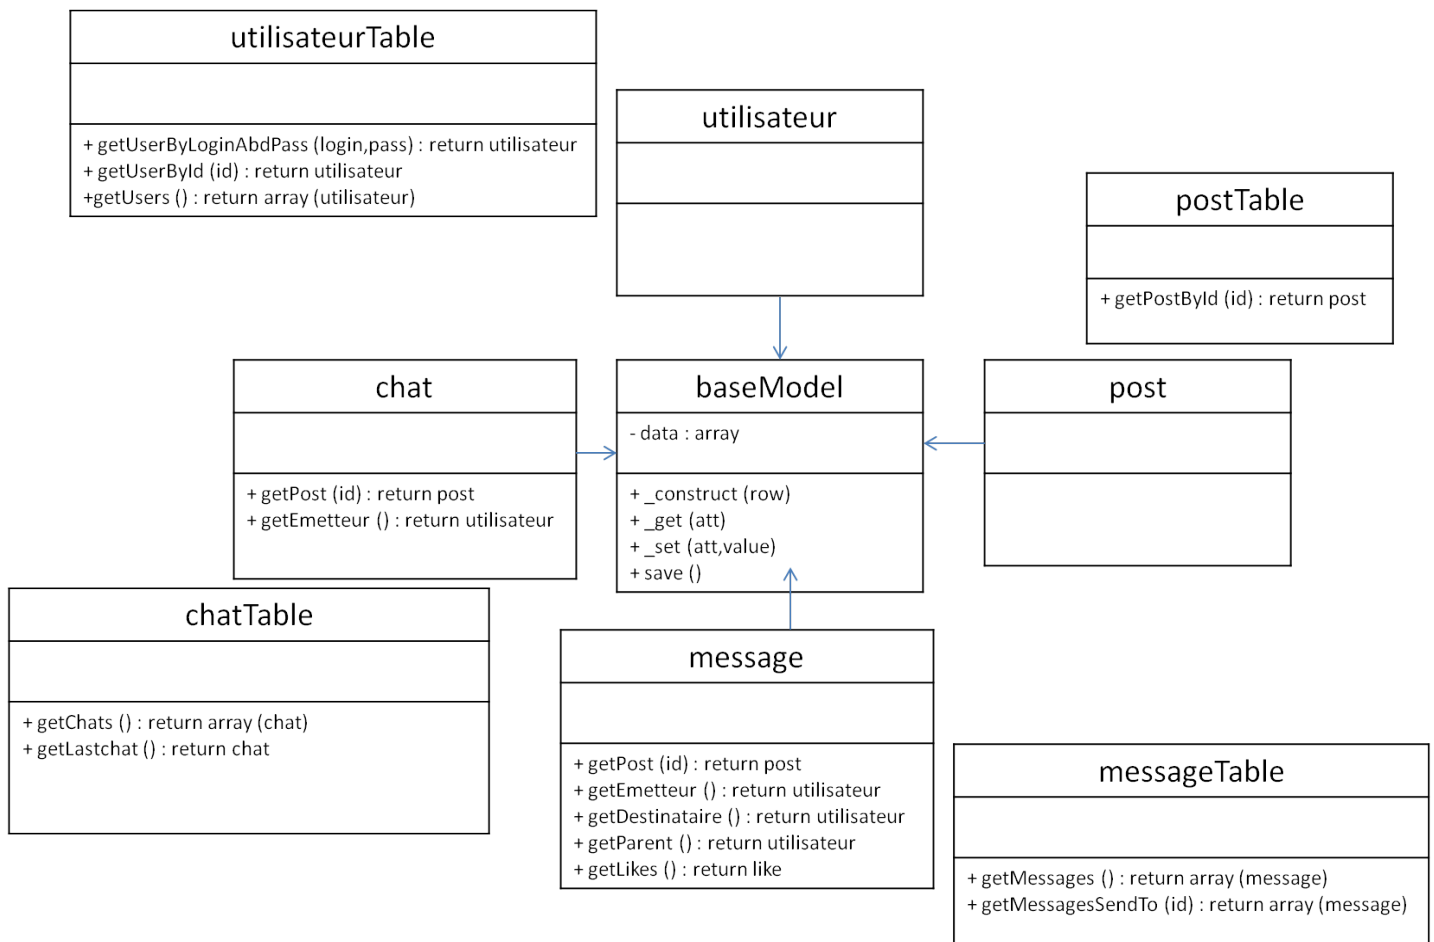 utilisateurTable
+ getUserByLoginAbdPass (login,pass) : return utilisateur
+ getUserById (id) : return utilisateur
+getUsers () : return array (utilisateur)
utilisateur
postTable
+ getPostById (id) : return post
chat
+ getPost (id) : return post
+ getEmetteur () : return utilisateur
baseModel
- data : array
+ _construct (row)
+ _get (att)
+ _set (att,value)
+ save ()
post
chatTable
+ getChats () : return array (chat)
+ getLastchat () : return chat
message
+ getPost (id) : return post
+ getEmetteur () : return utilisateur
+ getDestinataire () : return utilisateur
+ getParent () : return utilisateur
+ getLikes () : return like
messageTable
+ getMessages () : return array (message)
+ getMessagesSendTo (id) : return array (message)